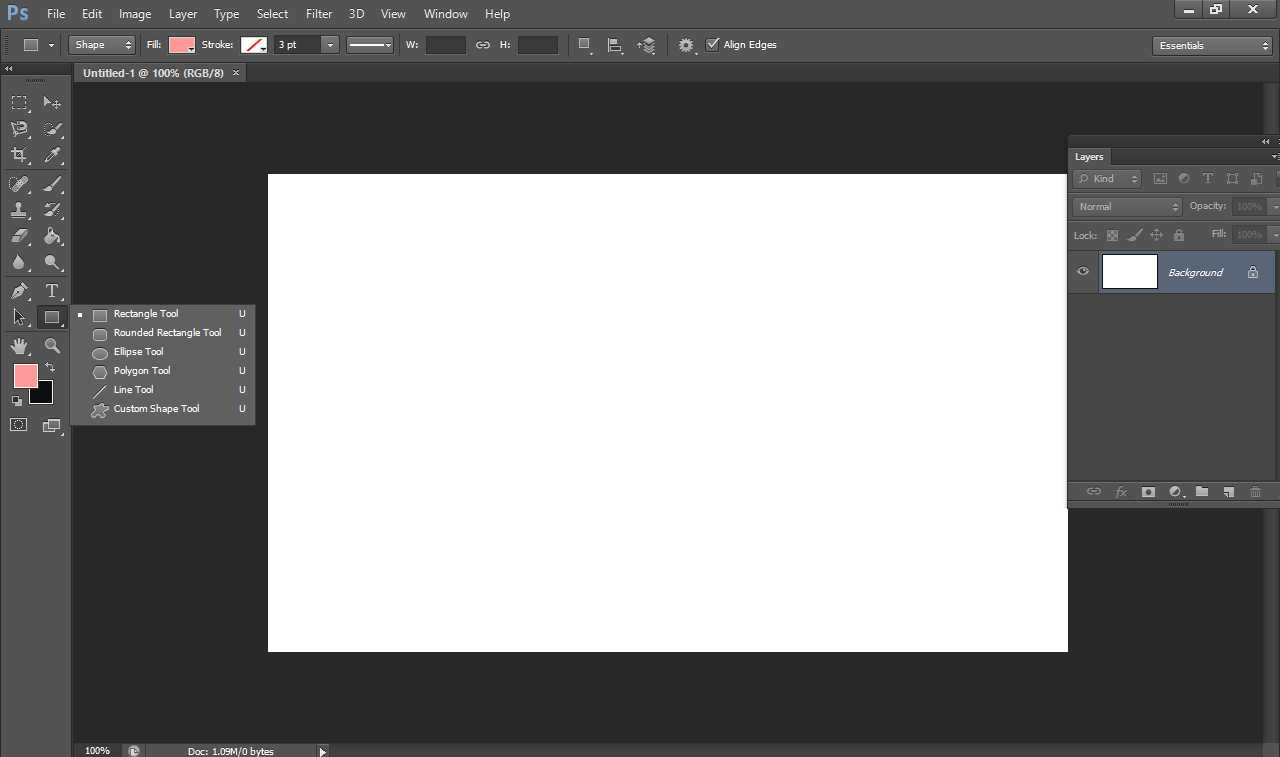 Ps File Edit Image Layer Type Select Filter 3D View Window Help
Shape Fill: Stroke: 3 pt W: H: Align Edges Essentials
Untitled-1 @ 100% (RGB/8) ×
Layers
Kind
Normal Opacity: 100%
Lock: Fill: 100%
Background
fx
T
Rectangle Tool U
Rounded Rectangle Tool U
Ellipse Tool U
Polygon Tool U
Line Tool U
Custom Shape Tool U
100% Doc: 1.09M/0 bytes